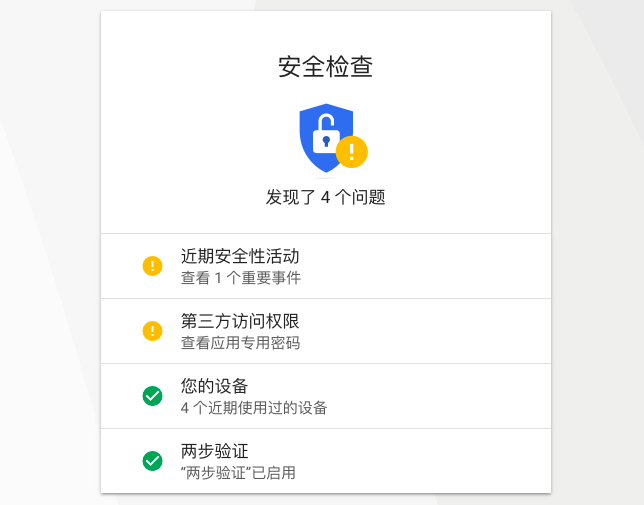 安全检查
发现了 4 个问题
近期安全性活动
查看 1 个重要事件
第三方访问权限
查看应用专用密码
您的设备
4 个近期使用过的设备
两步验证
“两步验证”已启用